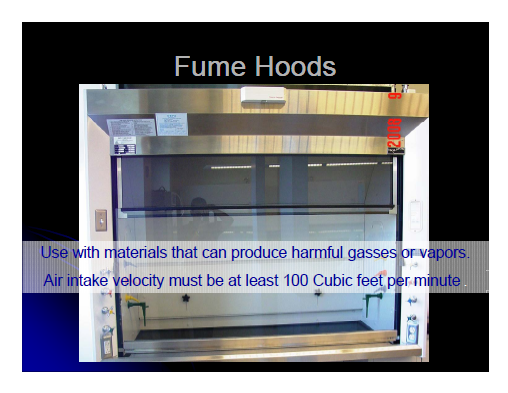 Fume Hoods
Use with materials that can produce harmful gasses or vapors.
Air intake velocity must be at least 100 Cubic feet per minute